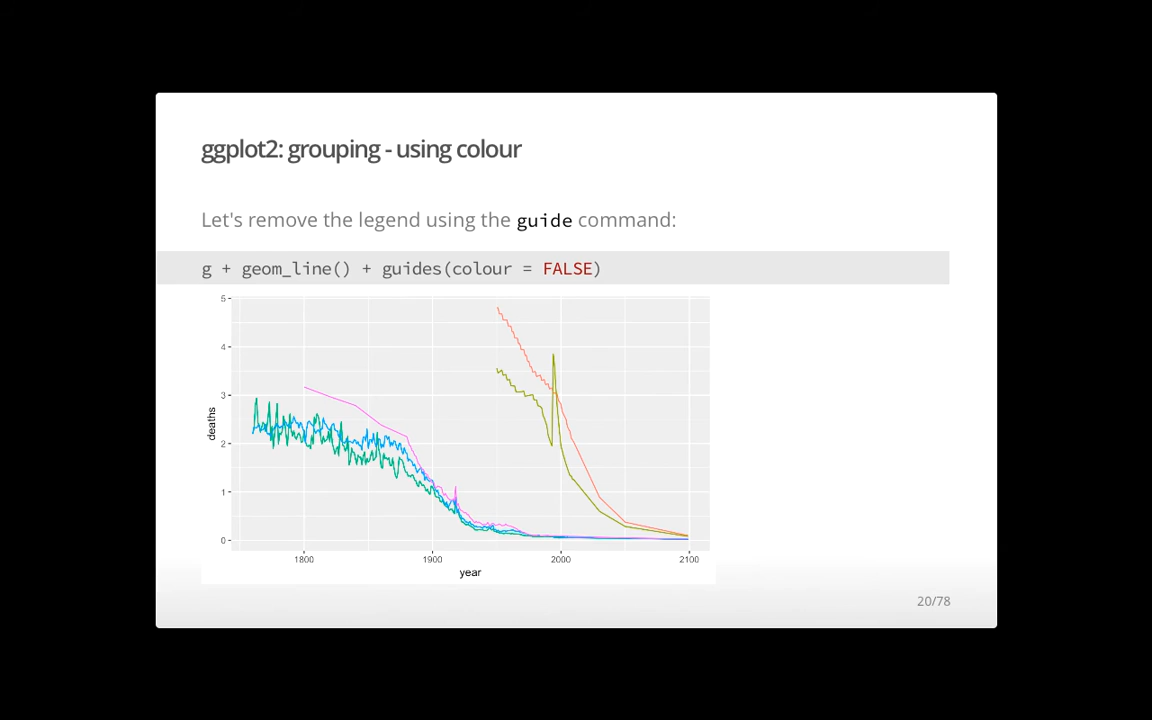 ggplot2: grouping - using colour
Let's remove the legend using the guide command:
g + geom_line() + guides(colour = FALSE)
5
4
3
2
1
0
deaths
1800 1900 2000 2100
year
20/78